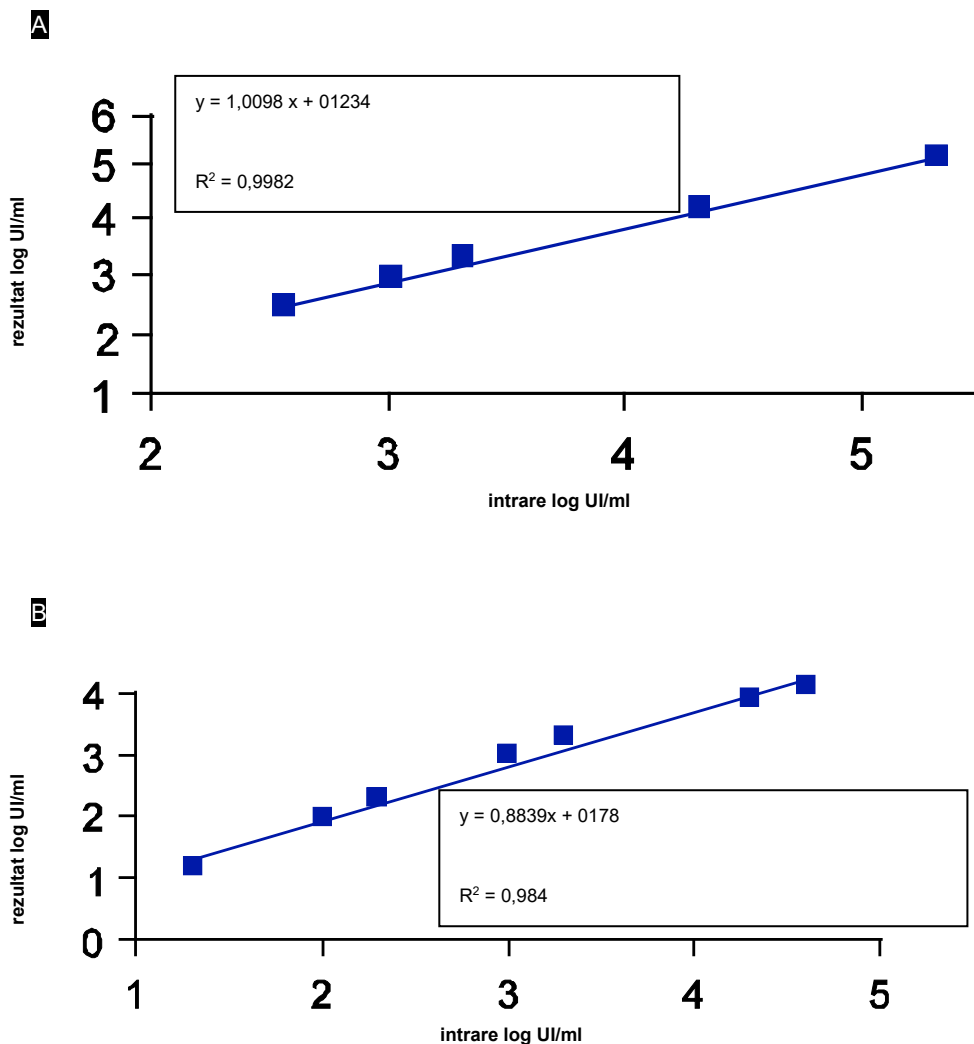 A
y = 1,0098 x + 01234
R² = 0,9982
6
5
4
3
2
1
rezultat log UI/ml
2 3 4 5
intrare log UI/ml
B
4
3
2
1
0
rezultat log UI/ml
y = 0,8839x + 0178
R² = 0,984
1 2 3 4 5
intrare log UI/ml